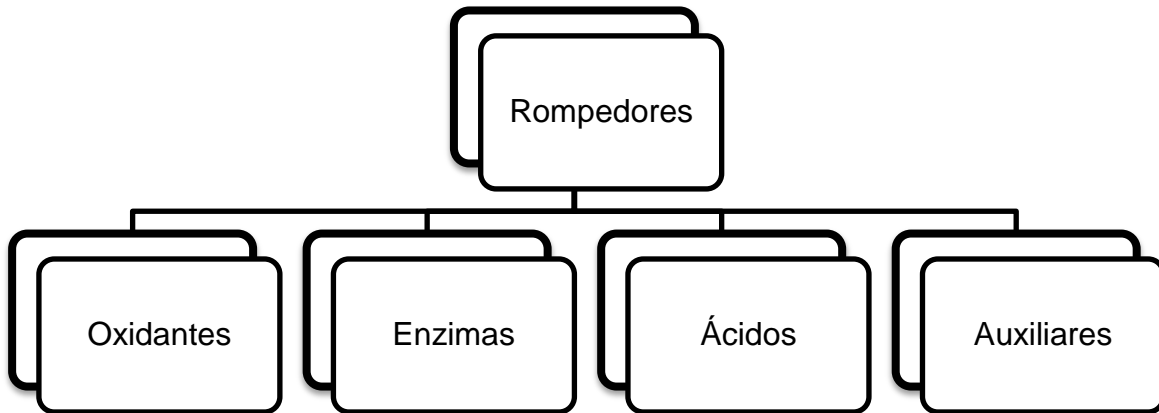 Rompedores
Oxidantes
Enzimas
Ácidos
Auxiliares